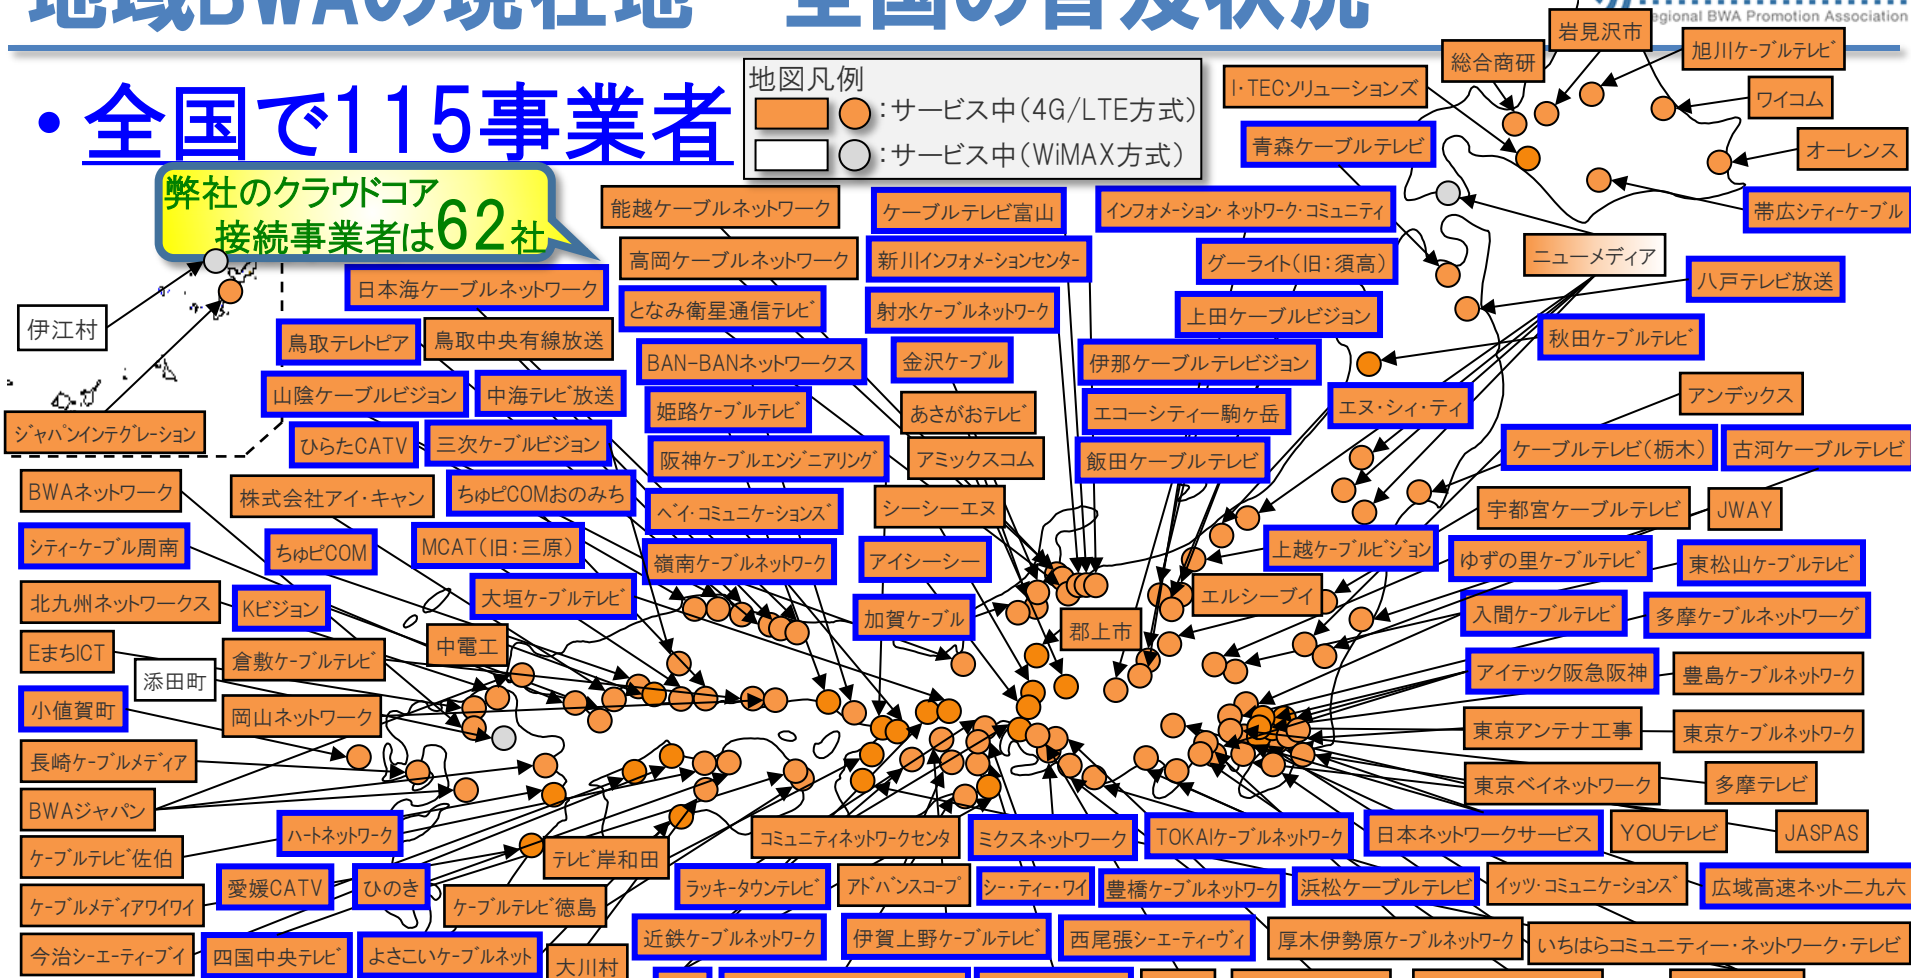 地域BWAの現在地 全国の普及状況
Regional BWA Promotion Association
・全国で115事業者
地図凡例
：サービス中（4G/LTE方式）
：サービス中（WiMAX方式）
弊社のクラウドコア
接続事業者は62社
岩見沢市
総合商研
旭川ケーブルテレビ
I・TECソリューションズ
ワイコム
青森ケーブルテレビ
オーレンス
能越ケーブルネットワーク
ケーブルテレビ富山
インフォメーション・ネットワーク・コミュニティ
帯広シティーケーブル
高岡ケーブルネットワーク
新川インフォメーションセンター
グーライト（旧：須高）
ニューメディア
日本海ケーブルネットワーク
となみ衛星通信テレビ
射水ケーブルネットワーク
上田ケーブルビジョン
八戸テレビ放送
伊江村
鳥取テレトピア
鳥取中央有線放送
BAN-BANネットワークス
金沢ケーブル
伊那ケーブルテレビジョン
秋田ケーブルテレビ
山陰ケーブルビジョン
中海テレビ放送
姫路ケーブルテレビ
あさがおテレビ
エコーシティー駒ヶ岳
エヌ・シィ・ティ
アンデックス
ジャパンインテグレーション
ひらたCATV
三次ケーブルビジョン
阪神ケーブルエンジニアリング
アミックスコム
飯田ケーブルテレビ
ケーブルテレビ（栃木）
古河ケーブルテレビ
BWAネットワーク
株式会社アイ・キャン
ちゅピCOMおのみち
ベイ・コミュニケーションズ
シーシーエヌ
宇都宮ケーブルテレビ
JWAY
シティーケーブル周南
ちゅピCOM
MCAT（旧：三原）
嶺南ケーブルネットワーク
アイシーシー
上越ケーブルビジョン
ゆずの里ケーブルテレビ
東松山ケーブルテレビ
北九州ネットワークス
Kビジョン
大垣ケーブルテレビ
加賀ケーブル
エルシーブイ
入間ケーブルテレビ
多摩ケーブルネットワーク
EまちICT
倉敷ケーブルテレビ
中電工
郡上市
添田町
アイテック阪急阪神
豊島ケーブルネットワーク
小値賀町
岡山ネットワーク
東京アンテナ工事
東京ケーブルネットワーク
長崎ケーブルメディア
東京ベイネットワーク
多摩テレビ
BWAジャパン
ハートネットワーク
コミュニティネットワークセンタ
ミクスネットワーク
TOKAIケーブルネットワーク
日本ネットワークサービス
YOUテレビ
JASPAS
ケーブルテレビ佐伯
テレビ岸和田
愛媛CATV
ひのき
ラッキータウンテレビ
アドバンスコープ
シー・ティー・ワイ
豊橋ケーブルネットワーク
浜松ケーブルテレビ
イッツ・コミュニケーションズ
広域高速ネット二九六
ケーブルメディアワイワイ
ケーブルテレビ徳島
今治シーエーティーブイ
四国中央テレビ
よさこいケーブルネット
大川村
近鉄ケーブルネットワーク
伊賀上野ケーブルテレビ
西尾張シーエーティーヴィ
厚木伊勢原ケーブルネットワーク
いちはらコミュニティー・ネットワーク・テレビ